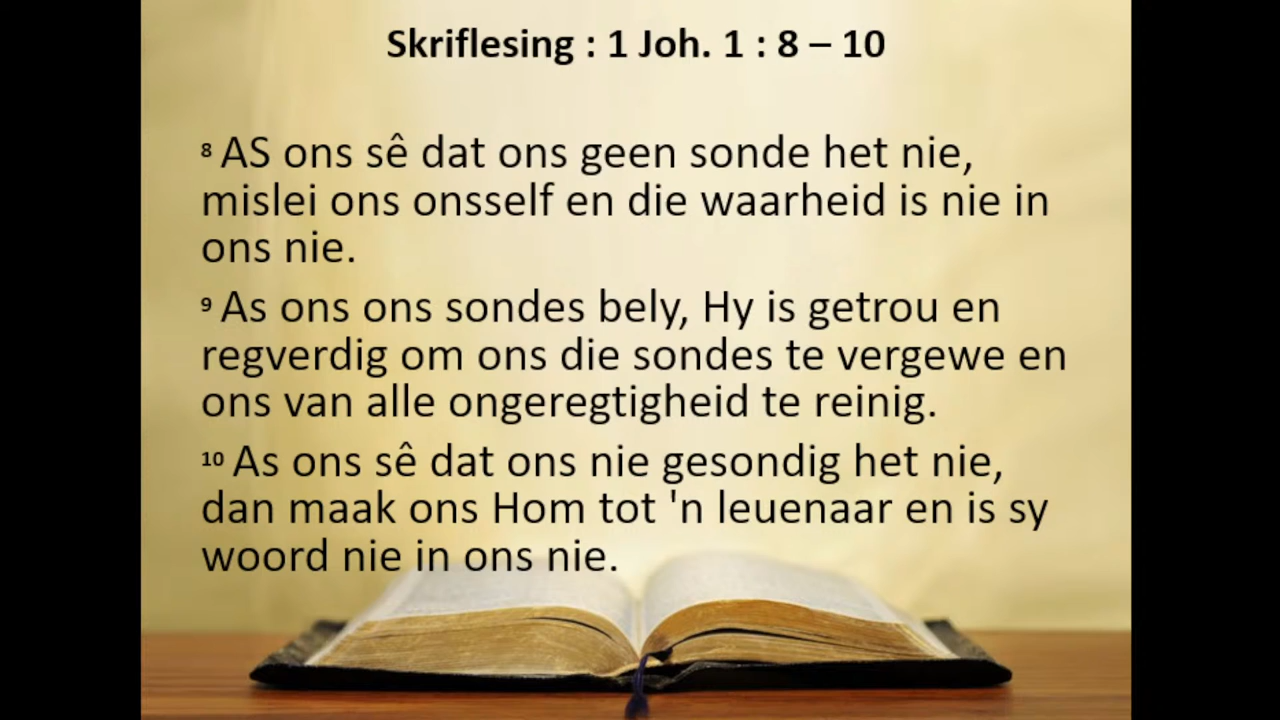 Skriflesing : 1 Joh. 1 : 8 – 10
⁸ AS ons sê dat ons geen sonde het nie,
mislei ons onsself en die waarheid is nie in
ons nie.
⁹ As ons ons sondes bely, Hy is getrou en
regverdig om ons die sondes te vergewe en
ons van alle ongeregtigheid te reinig.
¹⁰ As ons sê dat ons nie gesondig het nie,
dan maak ons Hom tot 'n leuenaar en is sy
woord nie in ons nie.